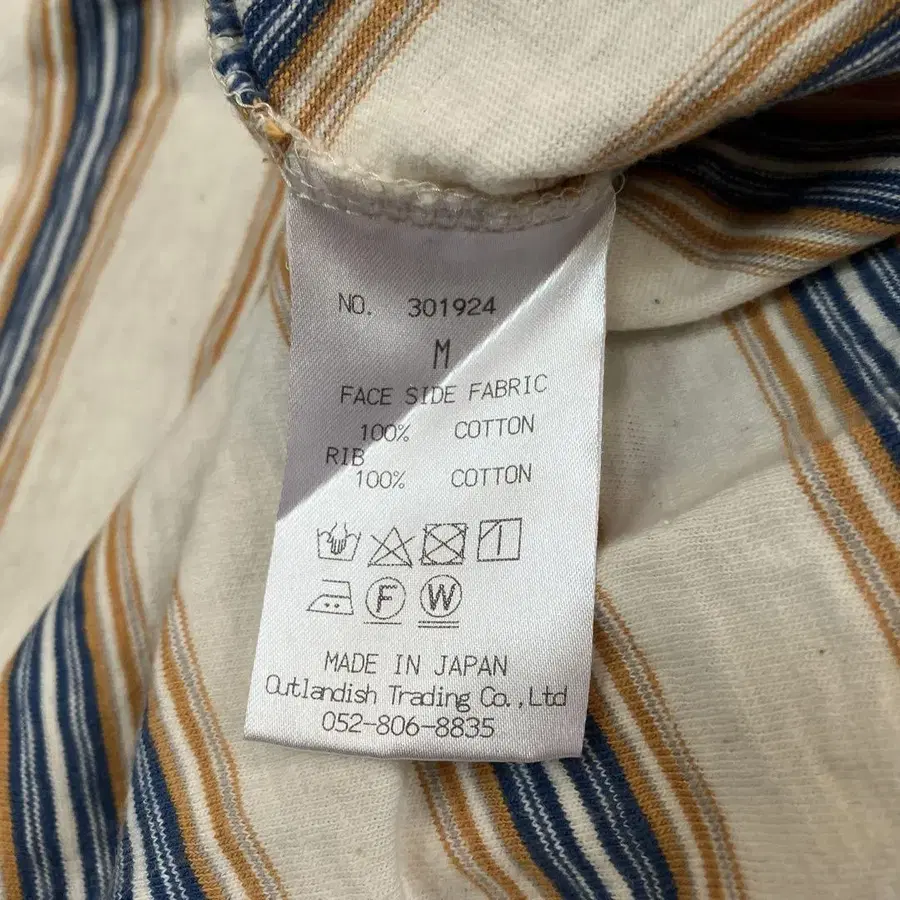 NO. 301924
M
FACE SIDE FABRIC
100% COTTON
RIB
100% COTTON
F W
MADE IN JAPAN
Outlandish Trading Co.,Ltd
052-806-8835